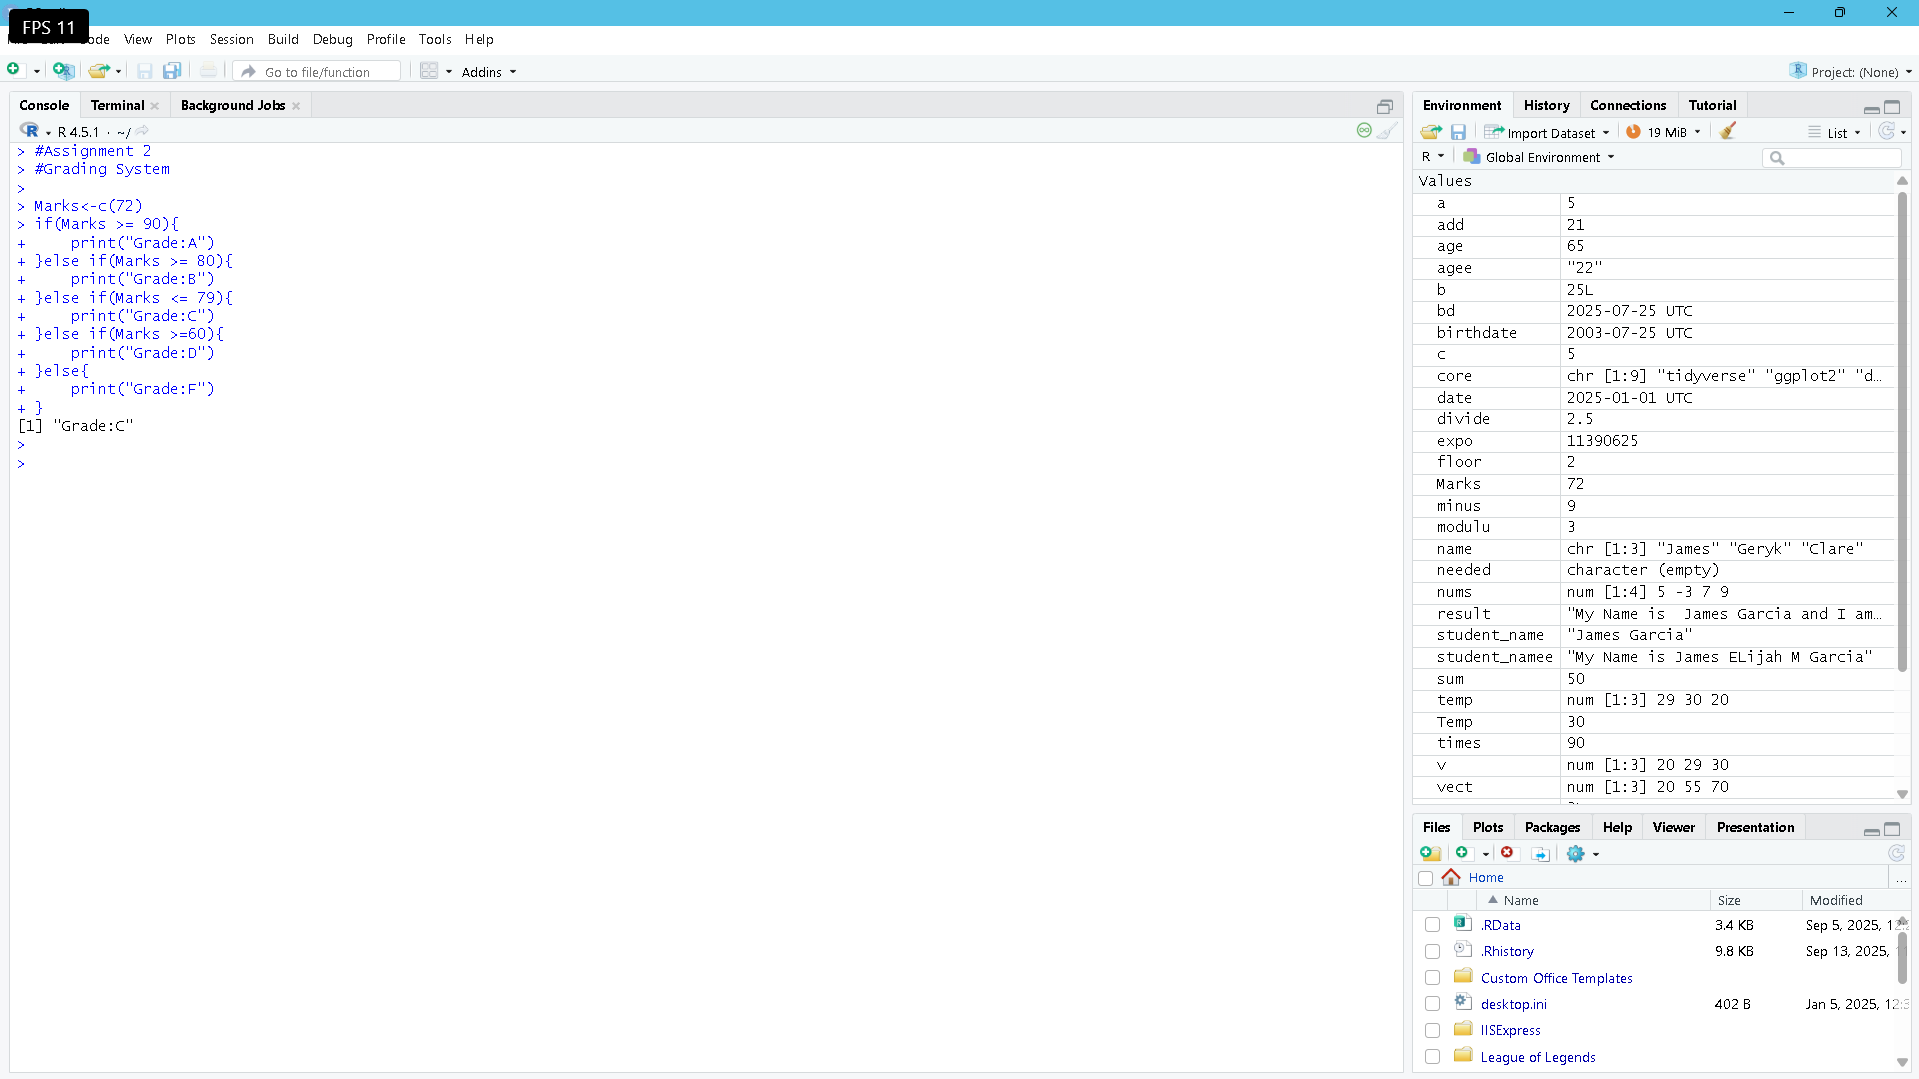 FPS 11
ode View Plots Session Build Debug Profile Tools Help
Go to file/function Addins Project: (None)
Console Terminal Background Jobs
R 4.5.1 · ~/
> #Assignment 2
> #Grading System
>
> Marks<-c(72)
> if(Marks >= 90){
+     print("Grade:A")
+ }else if(Marks >= 80){
+     print("Grade:B")
+ }else if(Marks <= 79){
+     print("Grade:C")
+ }else if(Marks >=60){
+     print("Grade:D")
+ }else{
+     print("Grade:F")
+ }
[1] "Grade:C"
>
>
Environment History Connections Tutorial
Import Dataset 19 MiB List
R Global Environment
Values
a 5
add 21
age 65
agee "22"
b 25L
bd 2025-07-25 UTC
birthdate 2003-07-25 UTC
c 5
core chr [1:9] "tidyverse" "ggplot2" "d…
date 2025-01-01 UTC
divide 2.5
expo 11390625
floor 2
Marks 72
minus 9
modulu 3
name chr [1:3] "James" "Geryk" "Clare"
needed character (empty)
nums num [1:4] 5 -3 7 9
result "My Name is  James Garcia and I am…
student_name "James Garcia"
student_namee "My Name is James ELijah M Garcia"
sum 50
temp num [1:3] 29 30 20
Temp 30
times 90
v num [1:3] 20 29 30
vect num [1:3] 20 55 70
Files Plots Packages Help Viewer Presentation
Home ...
Name Size Modified
.RData 3.4 KB Sep 5, 2025, 12:
.Rhistory 9.8 KB Sep 13, 2025,
Custom Office Templates
desktop.ini 402 B Jan 5, 2025, 12:3
IISExpress
League of Legends